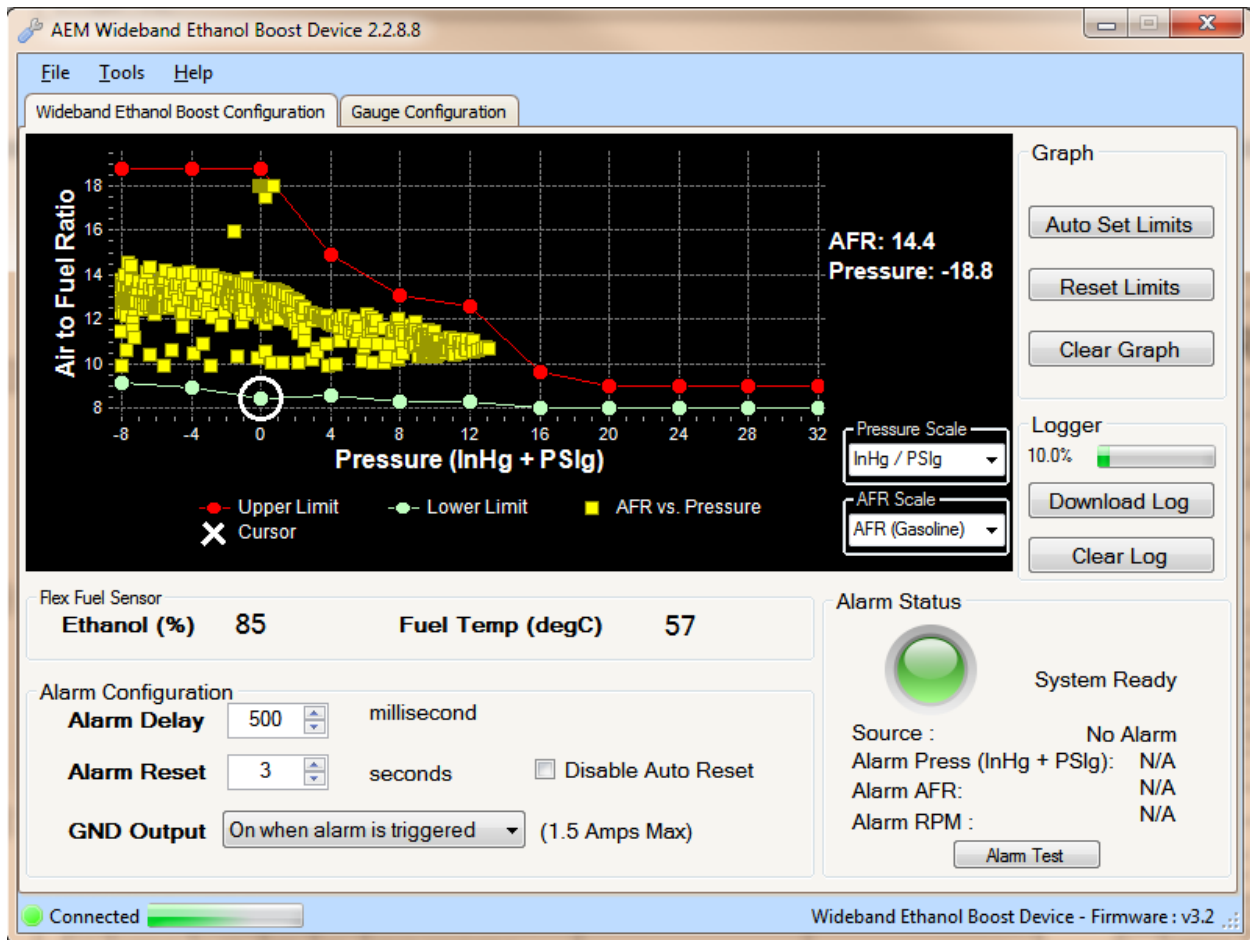 AEM Wideband Ethanol Boost Device 2.2.8.8
File Tools Help
Wideband Ethanol Boost Configuration Gauge Configuration
Air to Fuel Ratio
18
16
14
12
10
8
-8 -4 0 4 8 12 16 20 24 28 32
Pressure (InHg + PSIg)
Upper Limit Lower Limit AFR vs. Pressure
Cursor
AFR: 14.4
Pressure: -18.8
Pressure Scale
InHg / PSIg
AFR Scale
AFR (Gasoline)
Graph
Auto Set Limits
Reset Limits
Clear Graph
Logger
10.0%
Download Log
Clear Log
Flex Fuel Sensor
Ethanol (%) 85 Fuel Temp (degC) 57
Alarm Configuration
Alarm Delay 500 millisecond
Alarm Reset 3 seconds Disable Auto Reset
GND Output On when alarm is triggered (1.5 Amps Max)
Alarm Status
System Ready
Source : No Alarm
Alarm Press (InHg + PSIg): N/A
Alarm AFR: N/A
Alarm RPM : N/A
Alarm Test
Connected Wideband Ethanol Boost Device - Firmware : v3.2